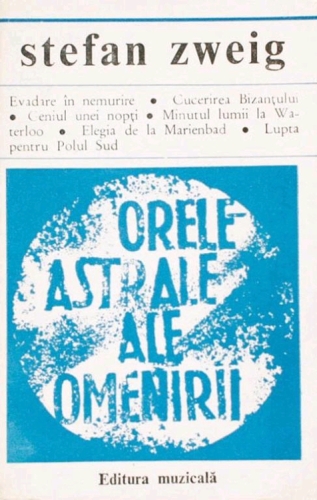 stefan zweig
Evadare în nemurire • Cucerirea Bizanțului
• Geniul unei nopți • Minutul lumii la Wa-
terloo • Elegia de la Marienbad • Lupta
pentru Polul Sud
ORELE
ASTRALE
ALE
OMENIRII
Editura muzicală